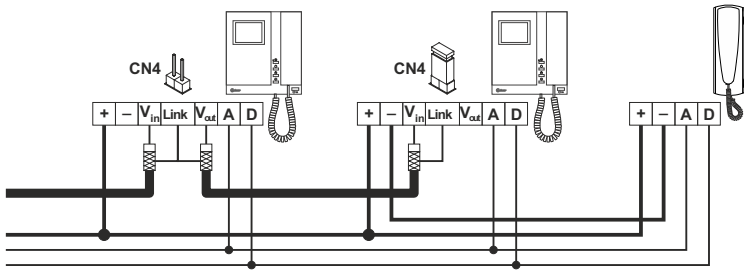 CN4
CN4
+ – Vin Link Vout A D
+ – Vin Link Vout A D
+ – A D